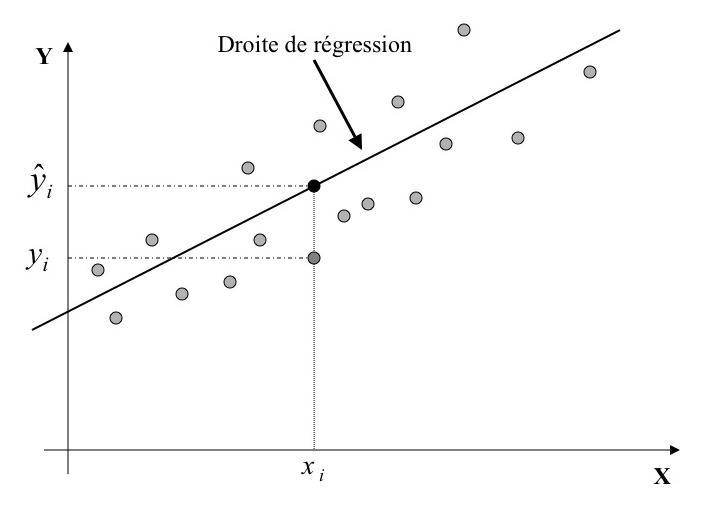 Droite de régression
Y
ŷi
yi
xi
X